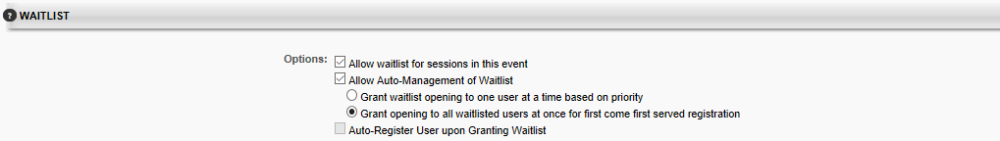 ? WAITLIST
Options: Allow waitlist for sessions in this event
Allow Auto-Management of Waitlist
Grant waitlist opening to one user at a time based on priority
Grant opening to all waitlisted users at once for first come first served registration
Auto-Register User upon Granting Waitlist